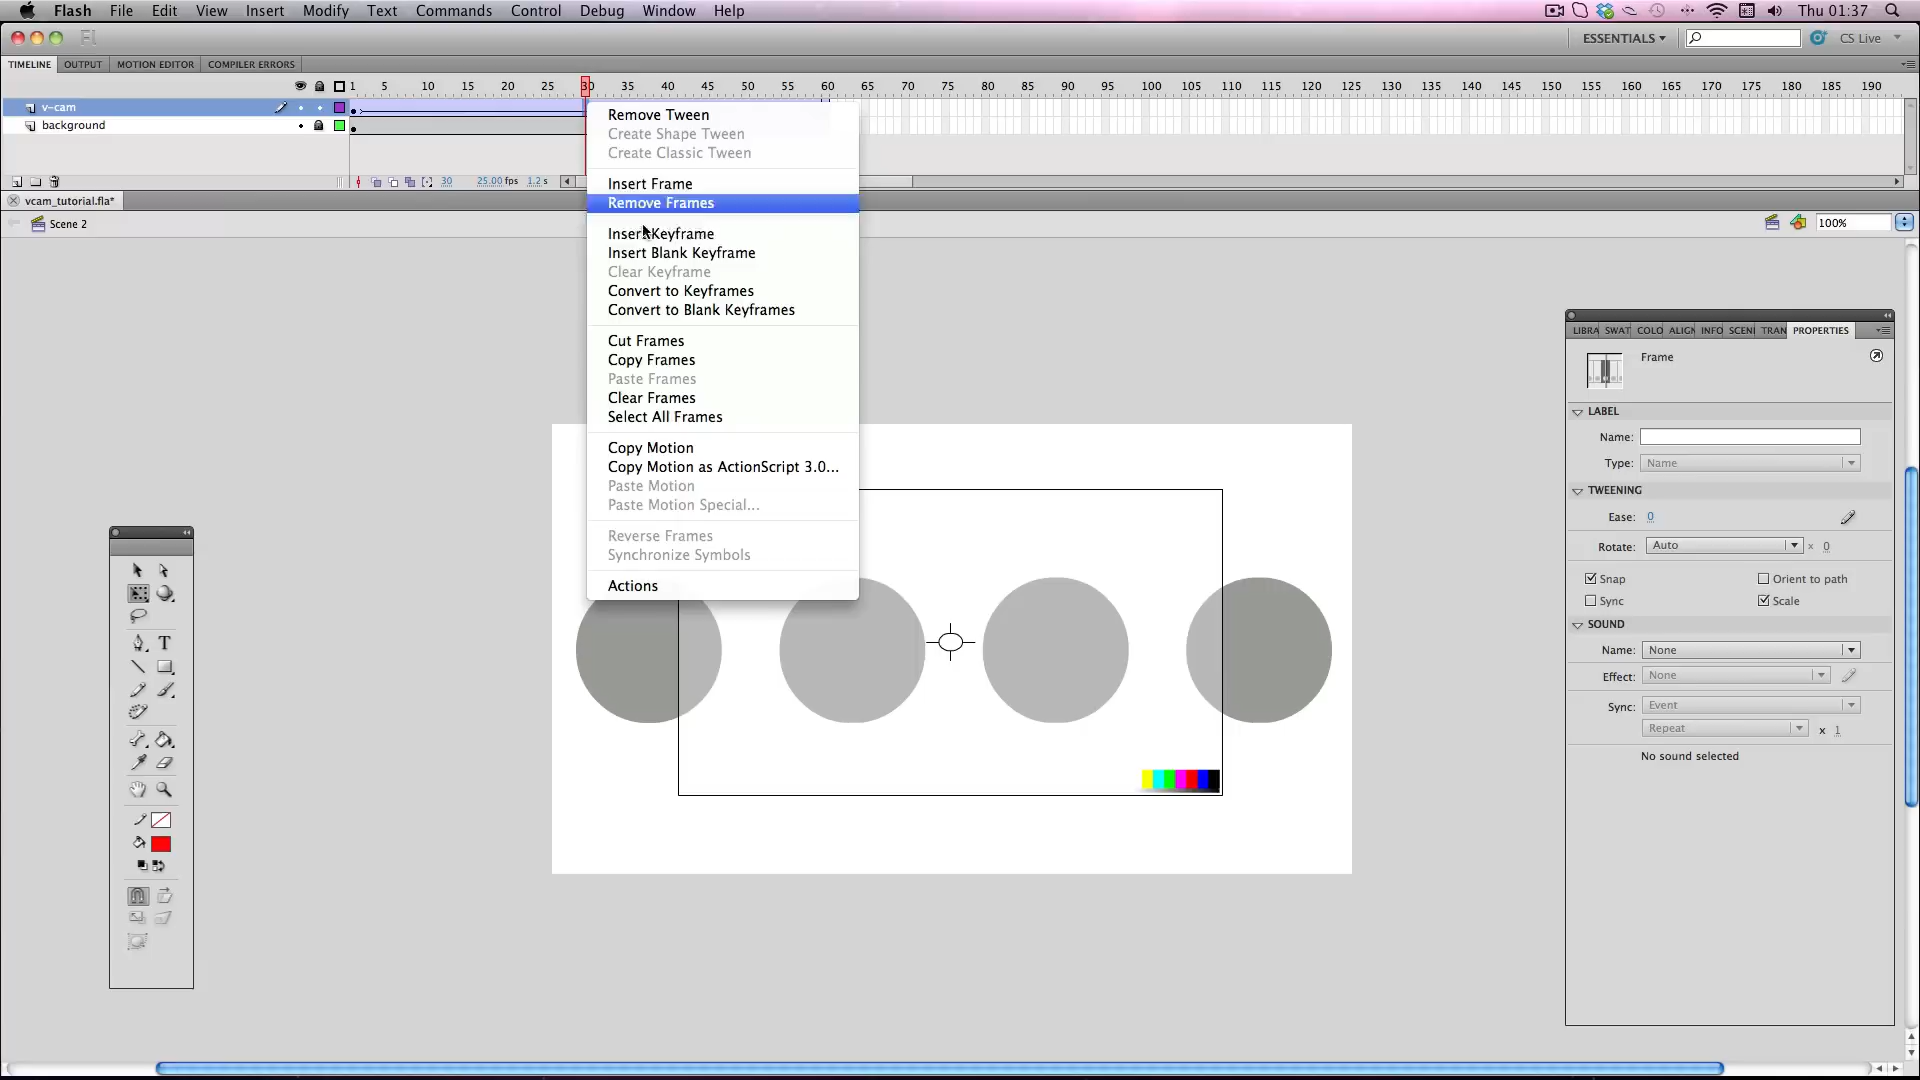 Flash File Edit View Insert Modify Text Commands Control Debug Window Help Thu 01:37
Fl ESSENTIALS CS Live
TIMELINE OUTPUT MOTION EDITOR COMPILER ERRORS
1 5 10 15 20 25 30 35 40 45 50 55 60 65 70 75 80 85 90 95 100 105 110 115 120 125 130 135 140 145 150 155 160 165 170 175 180 185 190
v-cam
background
30 25.00 fps 1.2 s
vcam_tutorial.fla*
Scene 2 100%
Remove Tween
Create Shape Tween
Create Classic Tween
Insert Frame
Remove Frames
Insert Keyframe
Insert Blank Keyframe
Clear Keyframe
Convert to Keyframes
Convert to Blank Keyframes
Cut Frames
Copy Frames
Paste Frames
Clear Frames
Select All Frames
Copy Motion
Copy Motion as ActionScript 3.0...
Paste Motion
Paste Motion Special...
Reverse Frames
Synchronize Symbols
Actions
LIBRA SWAT COLO ALIGN INFO SCENI TRAN PROPERTIES
Frame
LABEL
Name:
Type: Name
TWEENING
Ease: 0
Rotate: Auto x 0
Snap Orient to path
Sync Scale
SOUND
Name: None
Effect: None
Sync: Event
Repeat x 1
No sound selected